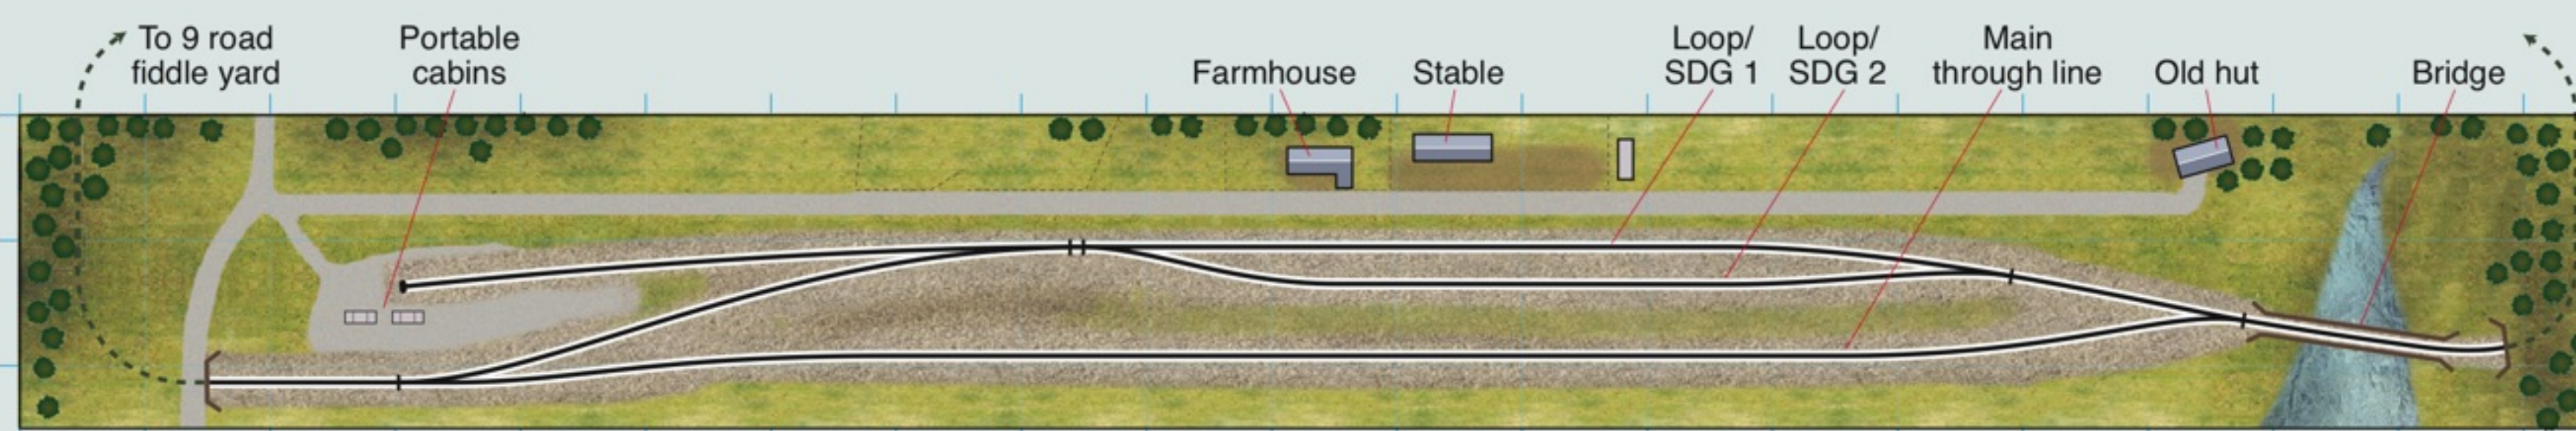 To 9 road
fiddle yard
Portable
cabins
Farmhouse
Stable
Loop/
SDG 1
Loop/
SDG 2
Main
through line
Old hut
Bridge